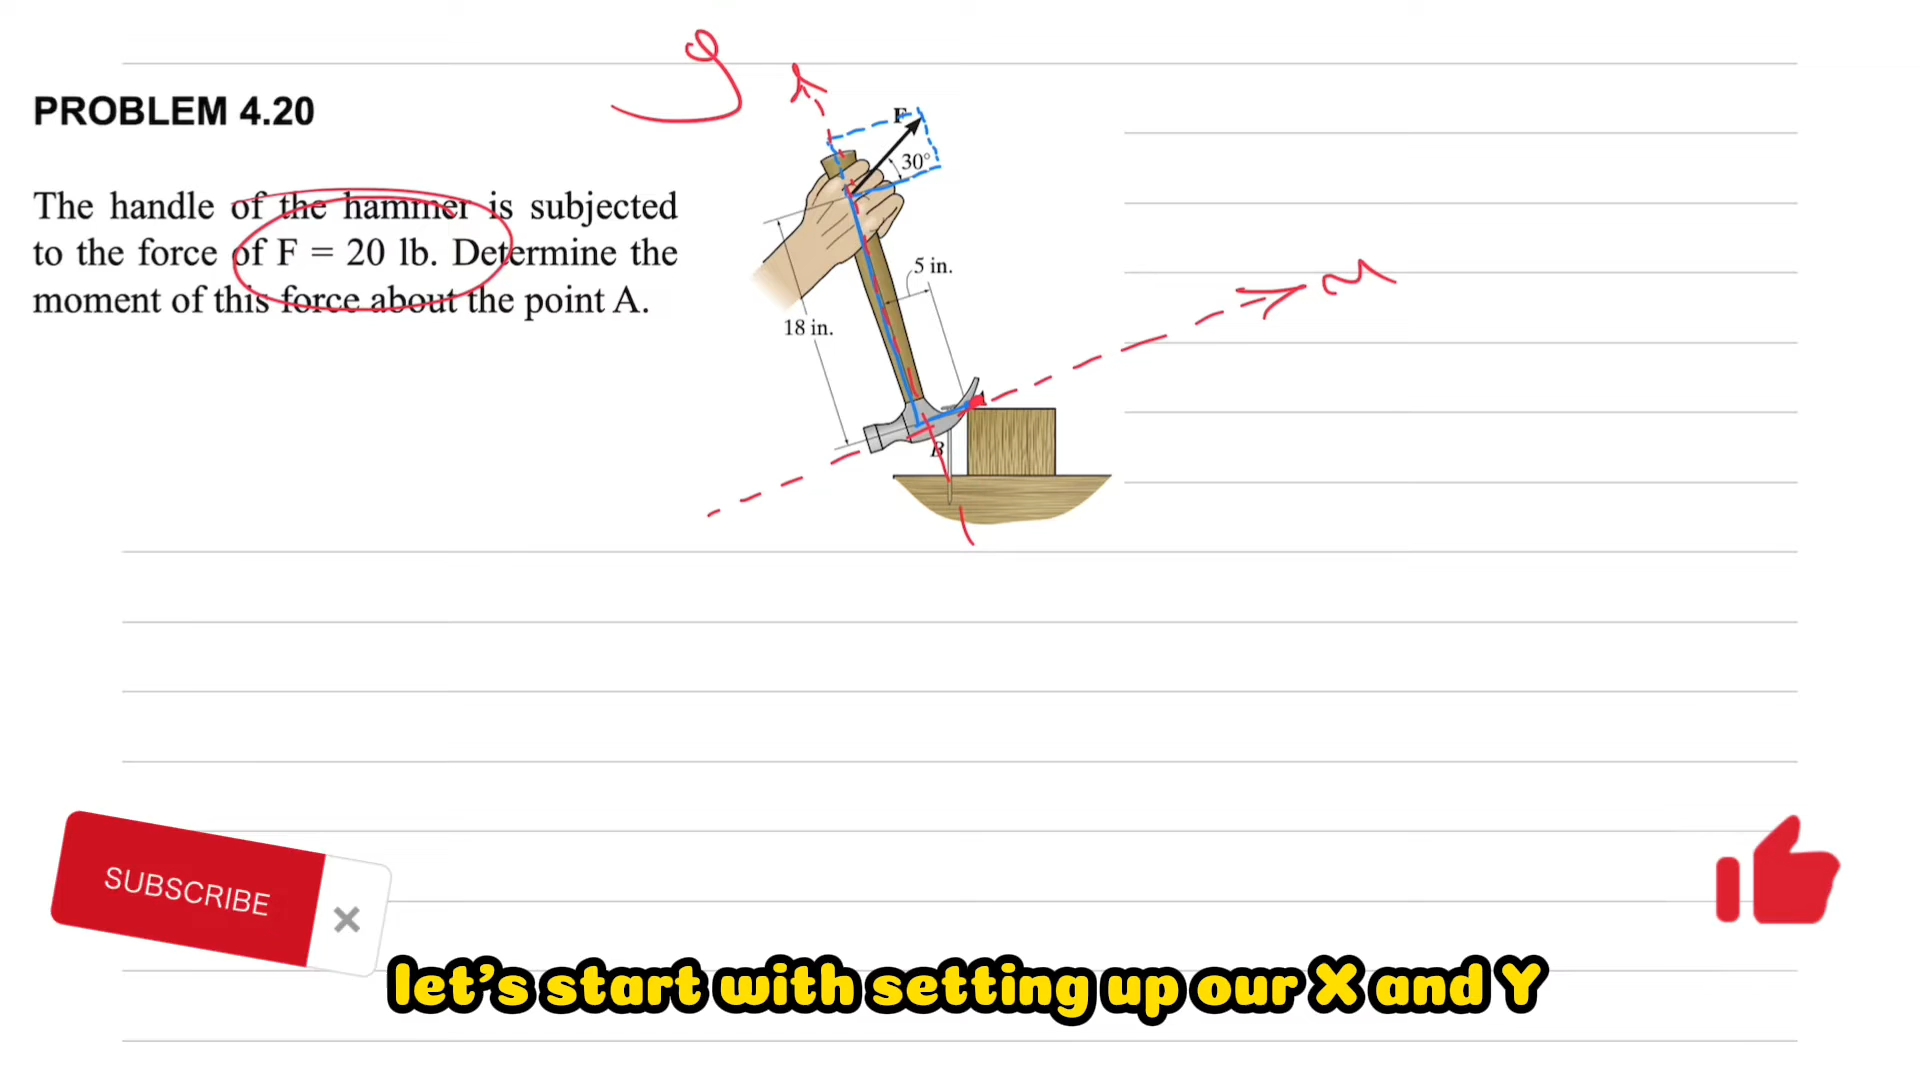 PROBLEM 4.20
The handle of the hammer is subjected
to the force of F = 20 lb. Determine the
moment of this force about the point A.
y
F
30°
5 in.
18 in.
B
SUBSCRIBE
let's start with setting up our X and Y